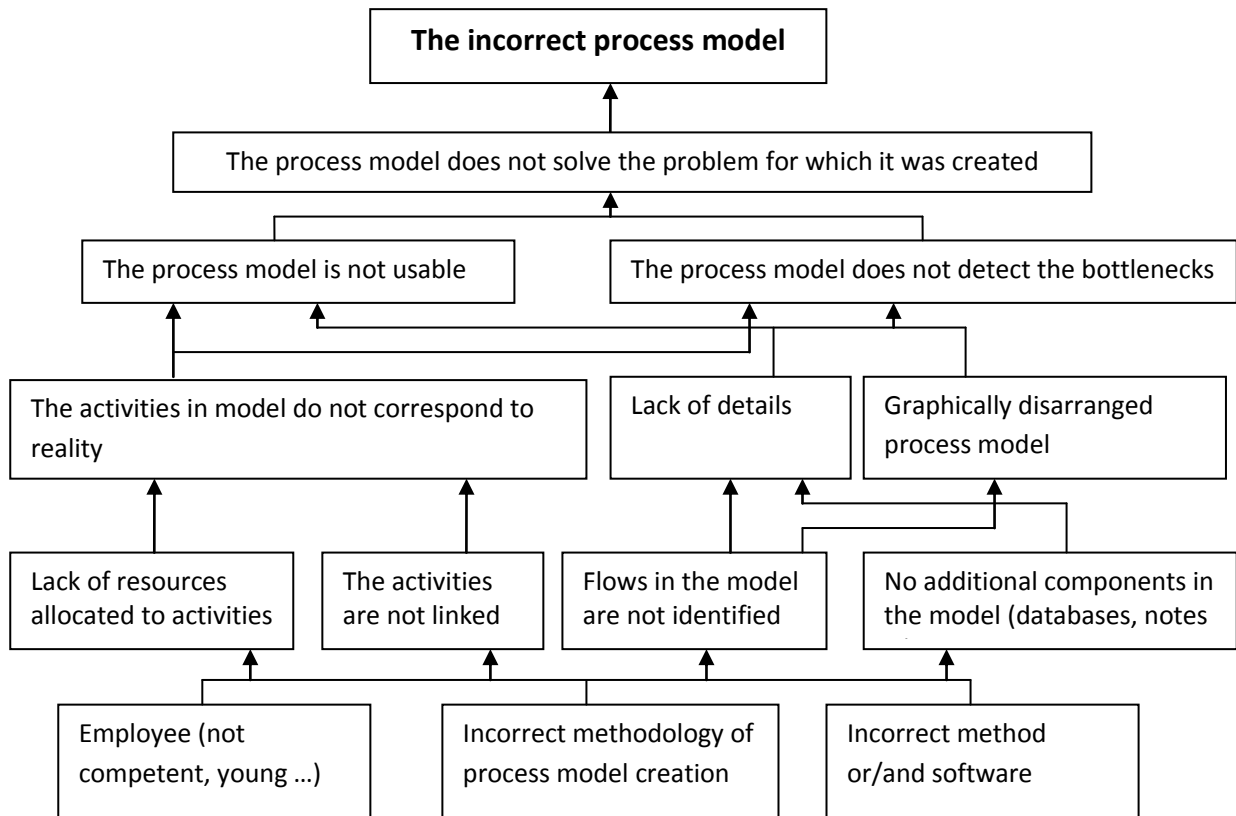 The incorrect process model
The process model does not solve the problem for which it was created
The process model is not usable
The process model does not detect the bottlenecks
The activities in model do not correspond to
reality
Lack of details
Graphically disarranged
process model
Lack of resources
allocated to activities
The activities
are not linked
Flows in the model
are not identified
No additional components in
the model (databases, notes
Employee (not
competent, young ...)
Incorrect methodology of
process model creation
Incorrect method
or/and software